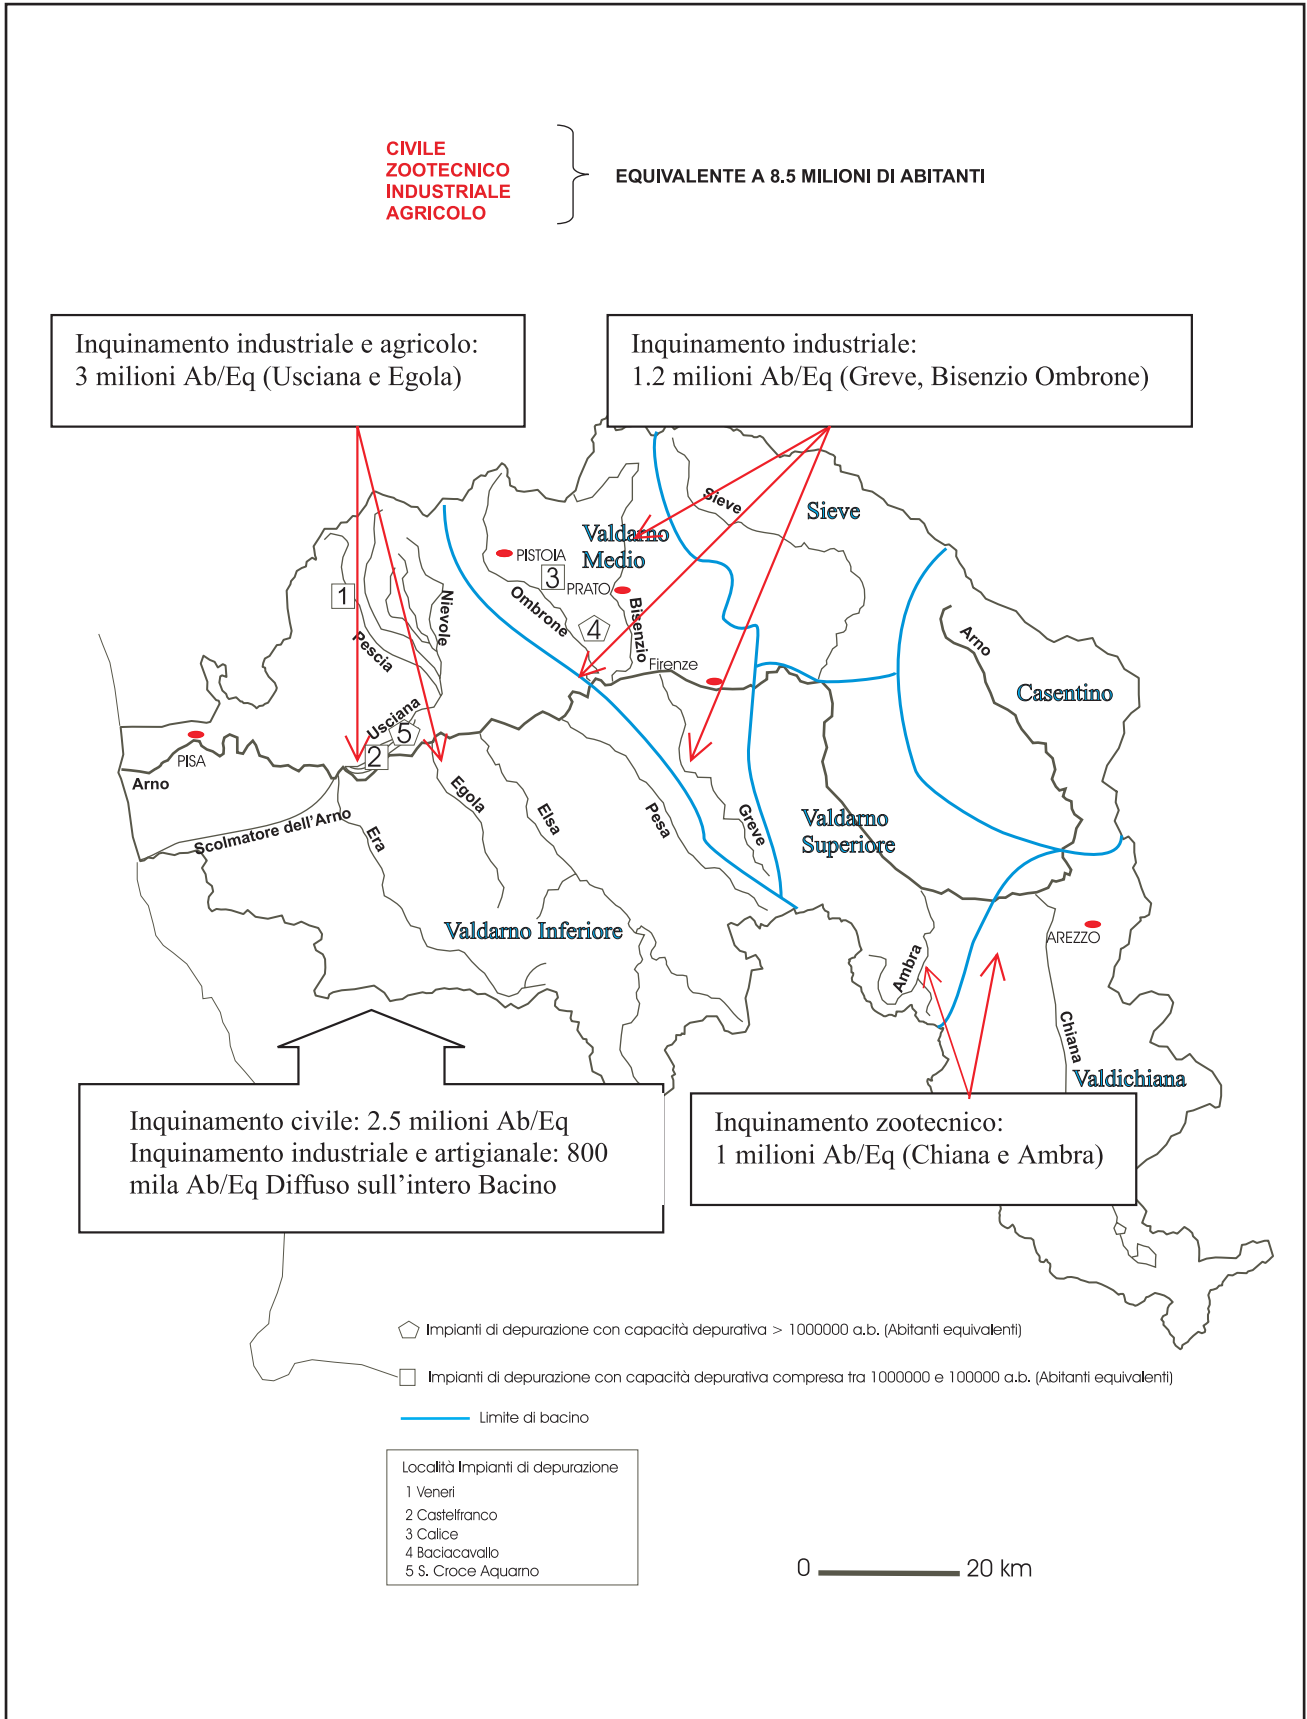 CIVILE
ZOOTECNICO
INDUSTRIALE
AGRICOLO
EQUIVALENTE A 8.5 MILIONI DI ABITANTI
Inquinamento industriale e agricolo:
3 milioni Ab/Eq (Usciana e Egola)
Inquinamento industriale:
1.2 milioni Ab/Eq (Greve, Bisenzio Ombrone)
Sieve
Sieve
Valdarno
Medio
PISTOIA
3
PRATO
1
Nievole
Ombrone
4
Bisenzio
Firenze
Pescia
Arno
Casentino
Usciana
5
2
PISA
Arno
Egola
Elsa
Pesa
Greve
Valdarno
Superiore
Scolmatore dell'Arno
Era
Valdarno Inferiore
AREZZO
Ambra
Chiana
Valdichiana
Inquinamento civile: 2.5 milioni Ab/Eq
Inquinamento industriale e artigianale: 800
mila Ab/Eq Diffuso sull’intero Bacino
Inquinamento zootecnico:
1 milioni Ab/Eq (Chiana e Ambra)
Impianti di depurazione con capacità depurativa > 1000000 a.b. (Abitanti equivalenti)
Impianti di depurazione con capacità depurativa compresa tra 1000000 e 100000 a.b. (Abitanti equivalenti)
Limite di bacino
Località Impianti di depurazione
1 Veneri
2 Castelfranco
3 Calice
4 Baciacavallo
5 S. Croce Aquarno
0 20 km